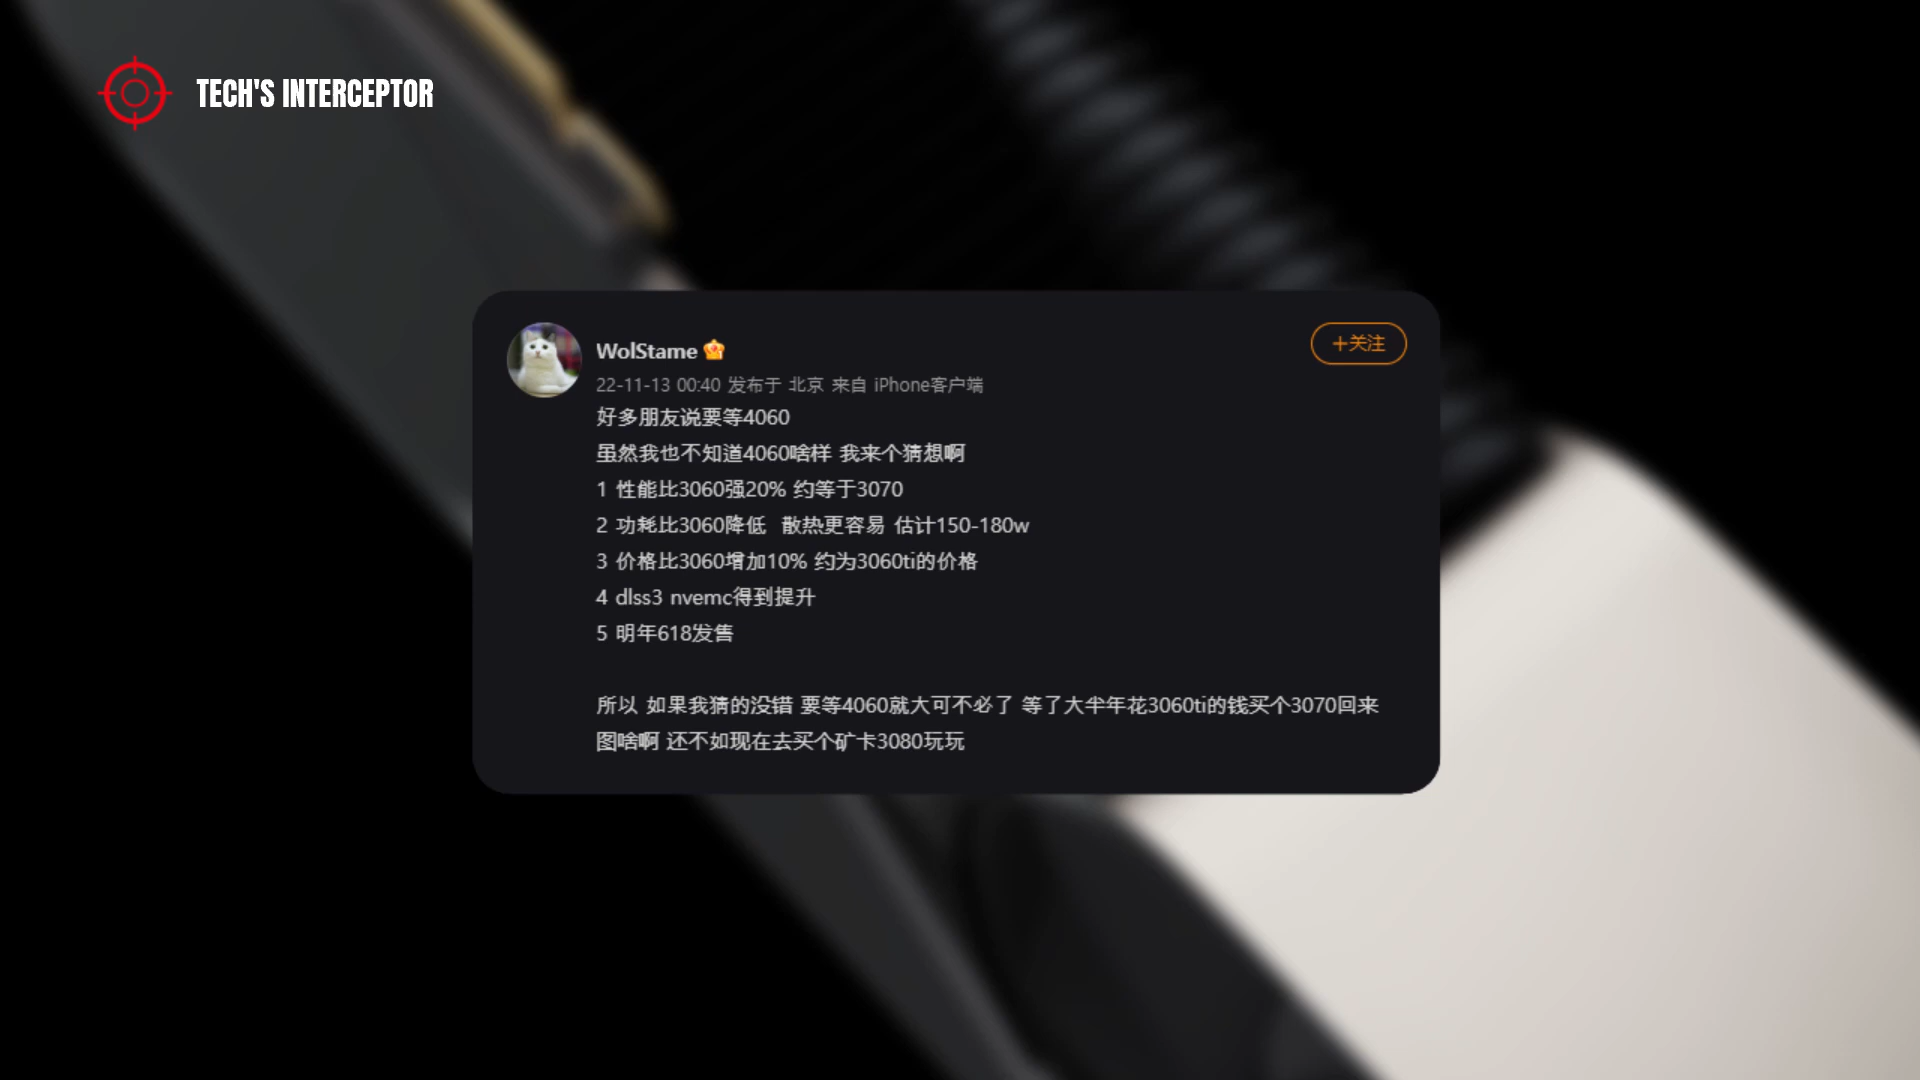 TECH'S INTERCEPTOR
WolStame
+关注
22-11-13 00:40 发布于 北京 来自 iPhone客户端
好多朋友说要等4060
虽然我也不知道4060啥样 我来个猜想啊
1 性能比3060强20% 约等于3070
2 功耗比3060降低 散热更容易 估计150-180w
3 价格比3060增加10% 约为3060ti的价格
4 dlss3 nvemc得到提升
5 明年618发售
所以 如果我猜的没错 要等4060就大可不必了 等了大半年花3060ti的钱买个3070回来
图啥啊 还不如现在去买个矿卡3080玩玩